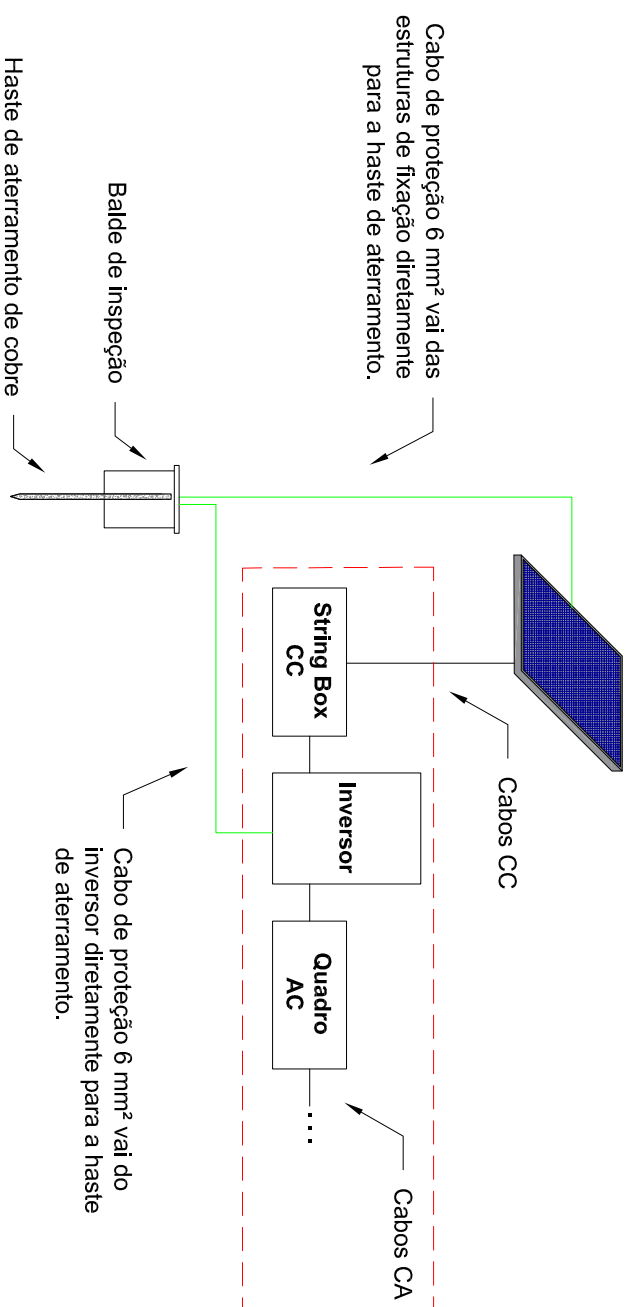 Cabo de proteção 6 mm² vai das
estruturas de fixação diretamente
para a haste de aterramento.
Cabos CC
Cabos CA
String Box
CC
Inversor
Quadro
AC
...
Balde de inspeção
Haste de aterramento de cobre
Cabo de proteção 6 mm² vai do
inversor diretamente para a haste
de aterramento.